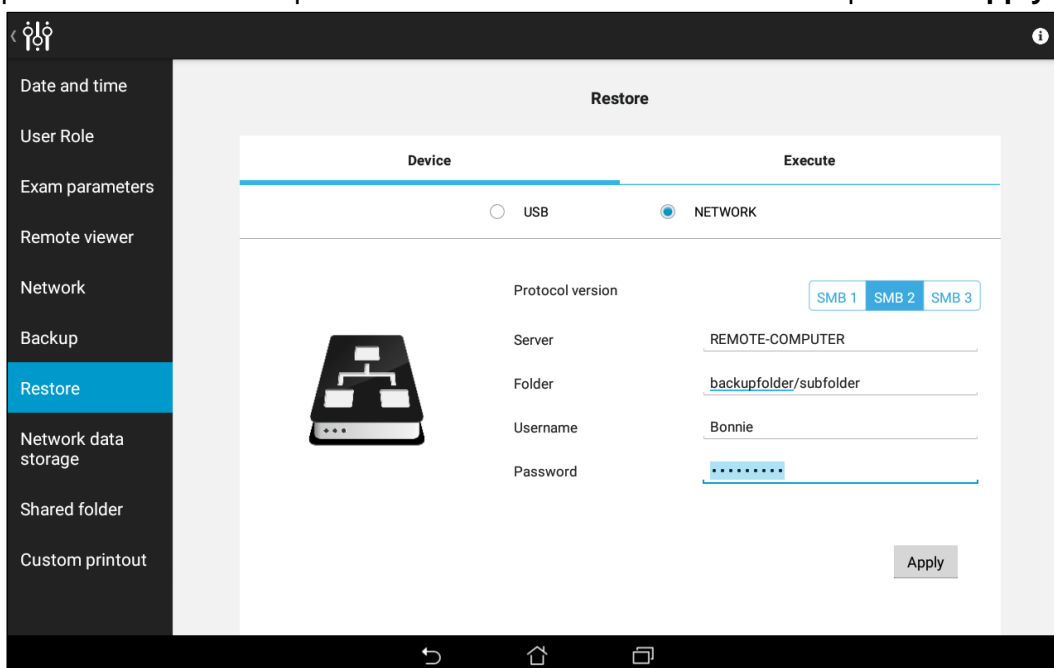 Date and time
User Role
Exam parameters
Remote viewer
Network
Backup
Restore
Network data
storage
Shared folder
Custom printout
Restore
Device Execute
USB NETWORK
Protocol version SMB 1 SMB 2 SMB 3
Server REMOTE-COMPUTER
Folder backupfolder/subfolder
Username Bonnie
Password •••••••••
Apply